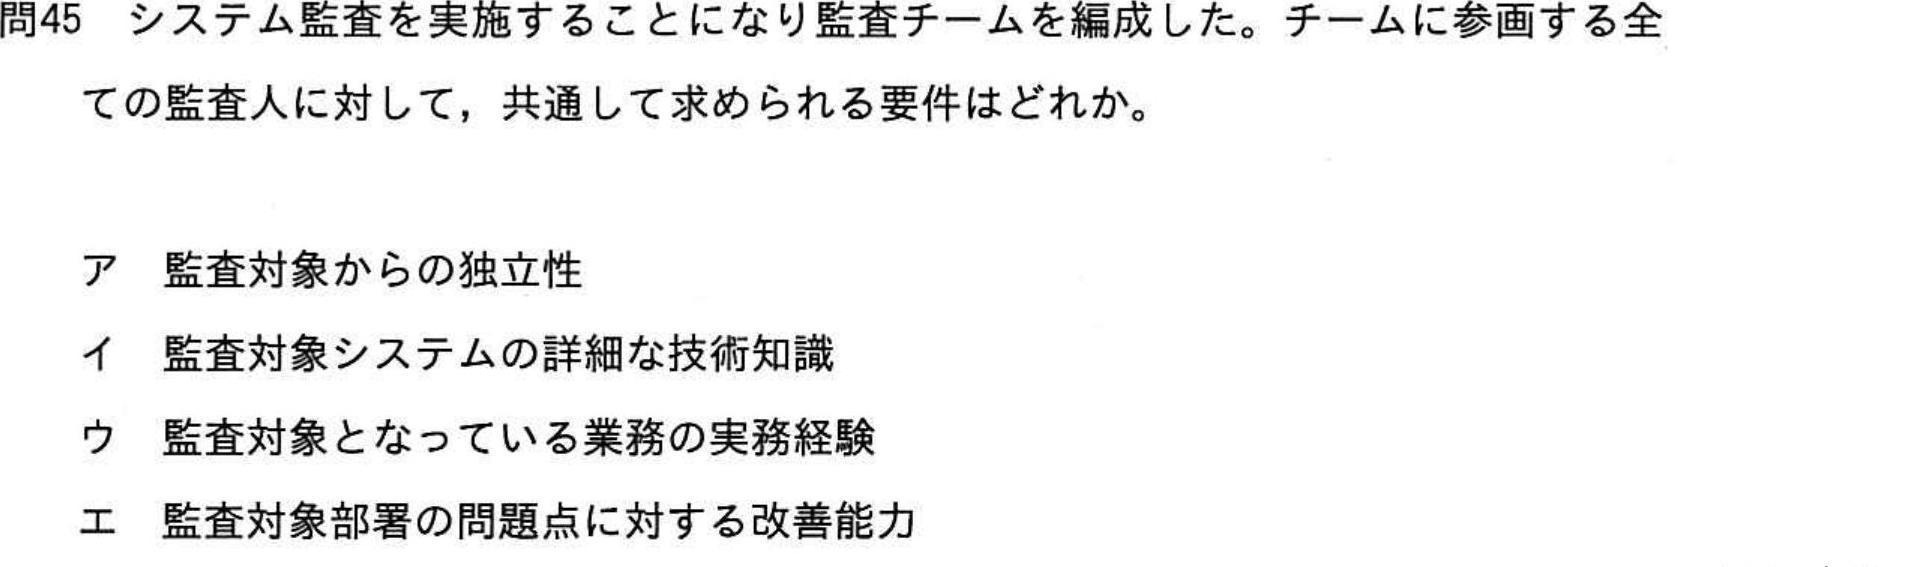 問45　システム監査を実施することになり監査チームを編成した。チームに参画する全
ての監査人に対して，共通して求められる要件はどれか。
ア　監査対象からの独立性
イ　監査対象システムの詳細な技術知識
ウ　監査対象となっている業務の実務経験
エ　監査対象部署の問題点に対する改善能力